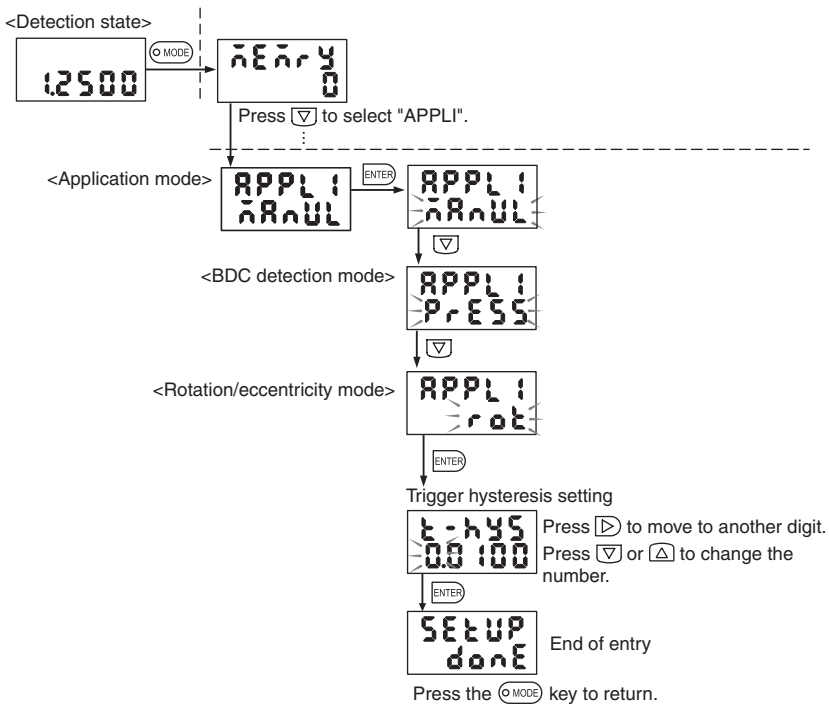 <Detection state>
1.2500
MODE
mEmry
0
Press ▽ to select "APPLI".
<Application mode>
APPLI
mAnUL
ENTER
APPLI
mAnUL
▽
<BDC detection mode>
APPLI
PrESS
▽
<Rotation/eccentricity mode>
APPLI
rot
ENTER
Trigger hysteresis setting
t-hYS
0.0100
Press ▷ to move to another digit.
Press ▽ or △ to change the
number.
ENTER
SEtUP
donE
End of entry
Press the MODE key to return.